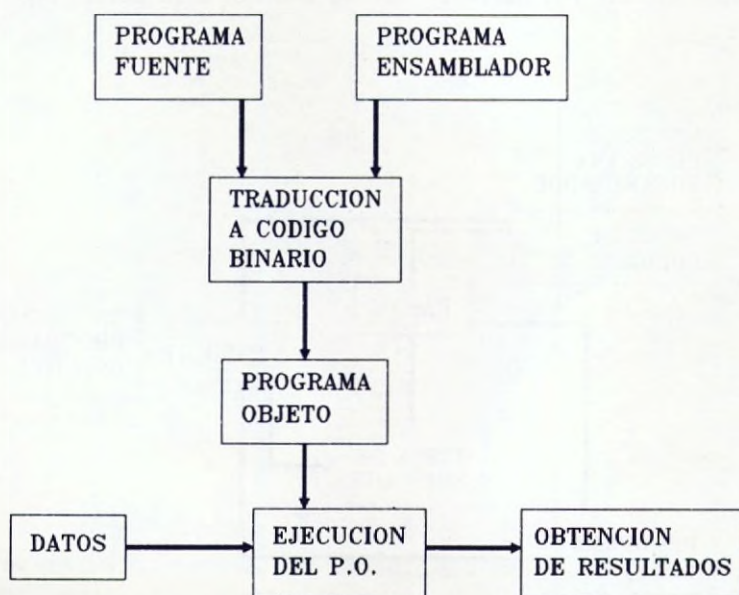 PROGRAMA
FUENTE
PROGRAMA
ENSAMBLADOR
TRADUCCION
A CODIGO
BINARIO
PROGRAMA
OBJETO
DATOS
EJECUCION
DEL P.O.
OBTENCION
DE RESULTADOS